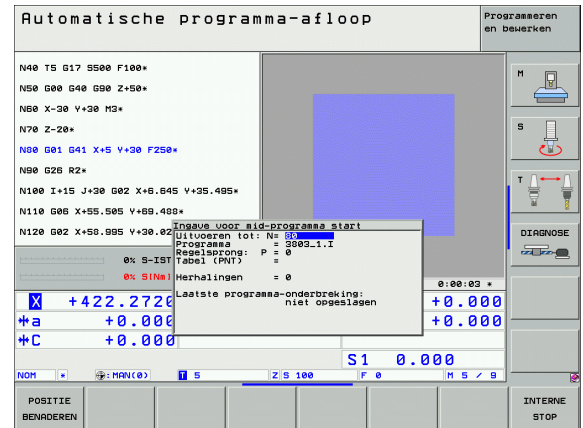 Automatische programma-afloop
Programmeren
en bewerken
N40 T5 G17 S500 F100*
N50 G00 G40 G90 Z+50*
N60 X-30 Y+30 M3*
N70 Z-20*
N80 G01 G41 X+5 Y+30 F250*
N90 G26 R2*
N100 I+15 J+30 G02 X+6.645 Y+35.495*
N110 G06 X+55.505 Y+69.488*
N120 G02 X+58.995 Y+30.02
Ingave voor mid-programma start
Uitvoeren tot: N= 80
Programma = 3803_1.I
Regelsprong: P = 0
Tabel (PNT) =
Herhalingen = 0
Laatste programma-onderbreking:
niet opgeslagen
0% S-IST
0% S[Nm]
0:00:03 *
X +422.2720 +0.000
a +0.000 +0.000
C +0.000
S1 0.000
NOM * : MAN(0) T 5 Z S 100 F 0 M 5 / 9
M
S
T
DIAGNOSE
POSITIE
BENADEREN
INTERNE
STOP